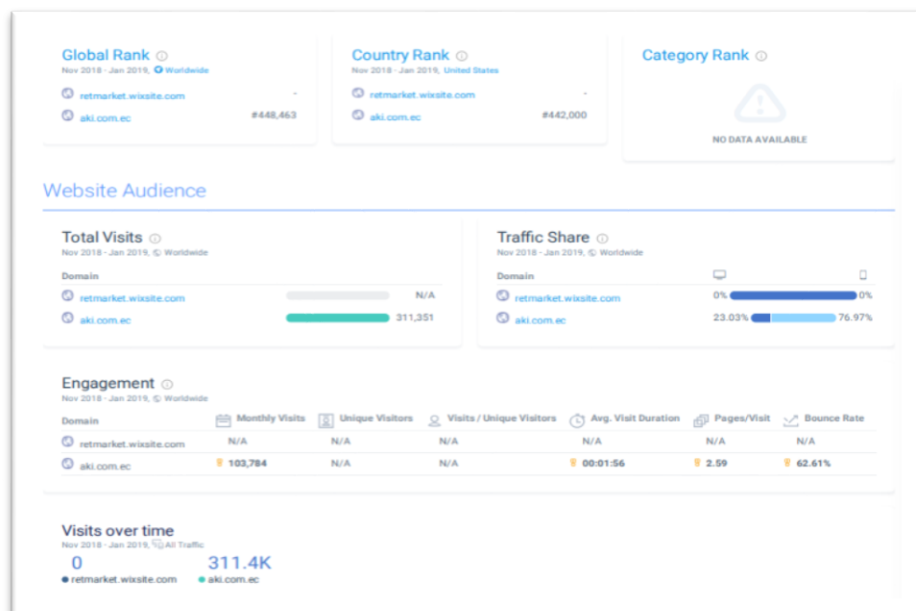 Global Rank
Nov 2018 - Jan 2019, Worldwide
retmarket.wixsite.com -
aki.com.ec #448,463
Country Rank
Nov 2018 - Jan 2019, United States
retmarket.wixsite.com -
aki.com.ec #442,000
Category Rank
NO DATA AVAILABLE
Website Audience
Total Visits
Nov 2018 - Jan 2019, Worldwide
Domain
retmarket.wixsite.com N/A
aki.com.ec 311,351
Traffic Share
Nov 2018 - Jan 2019, Worldwide
Domain
retmarket.wixsite.com 0% 0%
aki.com.ec 23.03% 76.97%
Engagement
Nov 2018 - Jan 2019, Worldwide
Domain Monthly Visits Unique Visitors Visits / Unique Visitors Avg. Visit Duration Pages/Visit Bounce Rate
retmarket.wixsite.com N/A N/A N/A N/A N/A N/A
aki.com.ec 103,784 N/A N/A 00:01:56 2.59 62.61%
Visits over time
Nov 2018 - Jan 2019, All Traffic
0 311.4K
retmarket.wixsite.com aki.com.ec